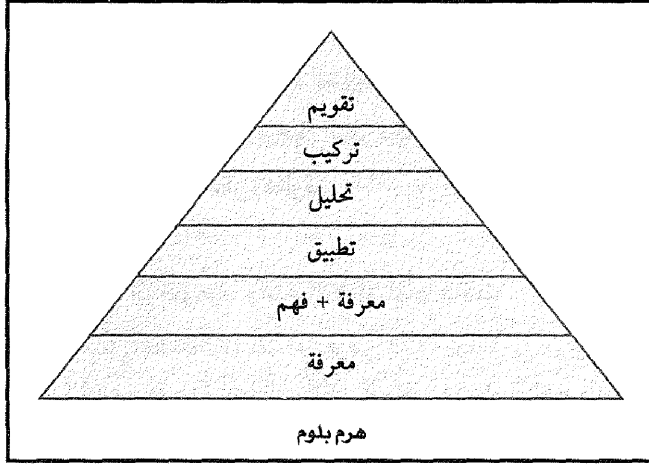 تقويم
تركيب
تحليل
تطبيق
معرفة + فهم
معرفة
هرم بلوم